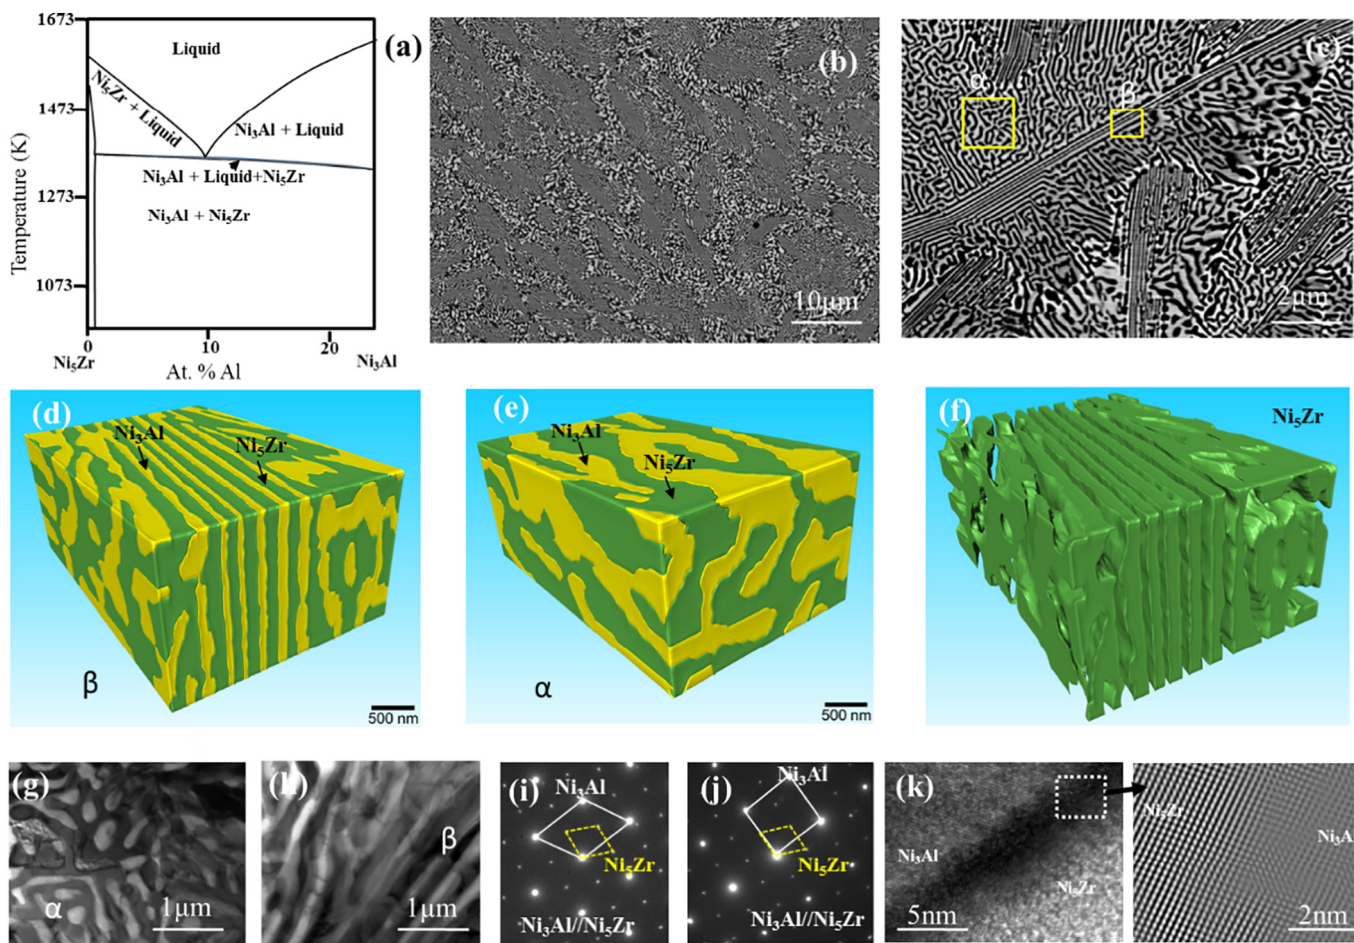 1673
(a)
Liquid
Ni₅Zr + Liquid
1473
Ni₃Al + Liquid
Ni₃Al + Liquid+Ni₅Zr
1273
Ni₃Al + Ni₅Zr
1073
Temperature (K)
0
10
20
Ni₅Zr
At. % Al
Ni₃Al
(b)
10μm
(c)
α
β
2μm
(d)
Ni₃Al
Ni₅Zr
β
500 nm
(e)
Ni₃Al
Ni₅Zr
α
500 nm
(f)
Ni₅Zr
(g)
α
1μm
(h)
β
1μm
(i)
Ni₃Al
Ni₅Zr
Ni₃Al//Ni₅Zr
(j)
Ni₃Al
Ni₅Zr
Ni₃Al//Ni₅Zr
(k)
Ni₃Al
Ni₅Zr
5nm
Ni₅Zr
Ni₃A
2nm